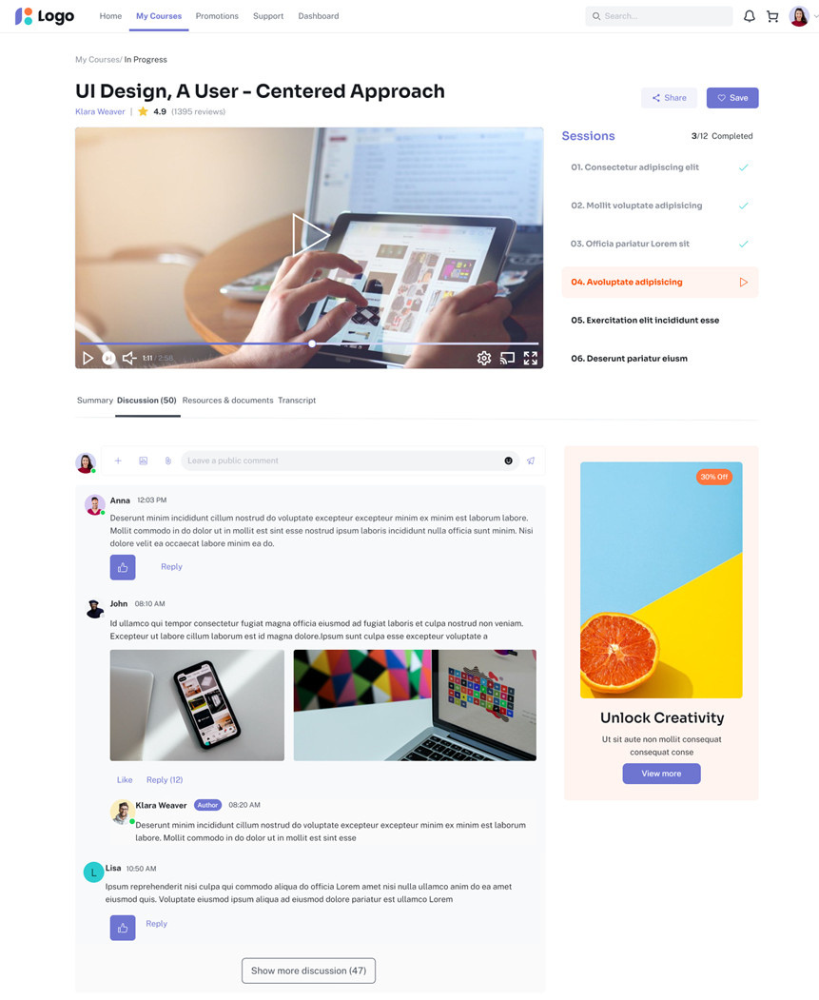 Logo
Home My Courses Promotions Support Dashboard
Search...
My Courses/ In Progress
UI Design, A User – Centered Approach
Share
Save
Klara Weaver | 4.9 (1395 reviews)
Sessions
3/12 Completed
01. Consectetur adipiscing elit
02. Mollit voluptate adipisicing
03. Officia pariatur Lorem sit
04. Avoluptate adipisicing
05. Exercitation elit incididunt esse
06. Deserunt pariatur eiusm
1:11 / 2:58
Summary Discussion (50) Resources & documents Transcript
Leave a public comment
Anna 12:03 PM
Deserunt minim incididunt cillum nostrud do voluptate excepteur excepteur minim ex minim est laborum labore.
Mollit commodo in do dolor ut in mollit est sint esse nostrud ipsum laboris incididunt nulla officia sunt minim. Nisi
dolore velit ea occaecat labore minim ea do.
Reply
John 08:10 AM
Id ullamco qui tempor consectetur fugiat magna officia eiusmod ad fugiat laboris et culpa nostrud non veniam.
Excepteur ut labore cillum laborum est id magna dolore.Ipsum sunt culpa esse excepteur voluptate a
Like Reply (12)
Klara Weaver Author 08:20 AM
Deserunt minim incididunt cillum nostrud do voluptate excepteur excepteur minim ex minim est laborum
labore. Mollit commodo in do dolor ut in mollit est sint esse
L
Lisa 10:50 AM
Ipsum reprehenderit nisi culpa qui commodo aliqua do officia Lorem amet nisi nulla ullamco anim do ea amet
eiusmod quis. Voluptate eiusmod ipsum aliqua ad eiusmod dolore pariatur est ullamco Lorem
Reply
Show more discussion (47)
30% Off
Unlock Creativity
Ut sit aute non mollit consequat
consequat conse
View more